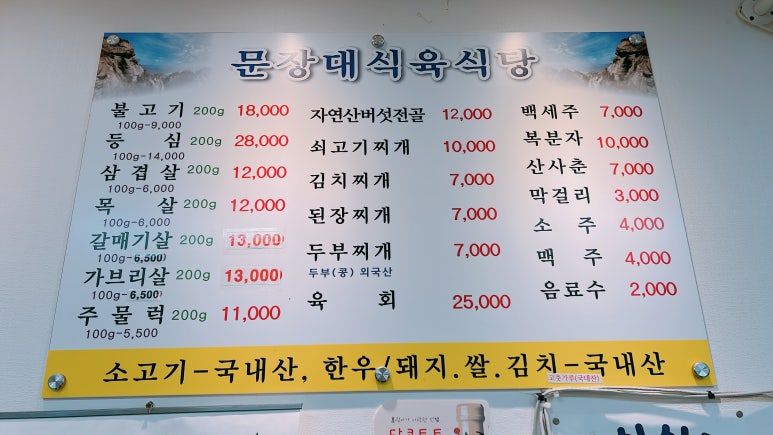 문장대식육식당
불고기 200g 18,000
100g-9,000
등심 200g 28,000
100g-14,000
삼겹살 200g 12,000
100g-6,000
목살 200g 12,000
100g-6,000
갈매기살 200g 13,000
100g-6,500
가브리살 200g 13,000
100g-6,500
주물럭 200g 11,000
100g-5,500
자연산버섯전골 12,000
쇠고기찌개 10,000
김치찌개 7,000
된장찌개 7,000
두부찌개 7,000
두부(콩) 외국산
육회 25,000
백세주 7,000
복분자 10,000
산사춘 7,000
막걸리 3,000
소주 4,000
맥주 4,000
음료수 2,000
소고기-국내산, 한우/돼지.쌀.김치-국내산
고춧가루(국내산)